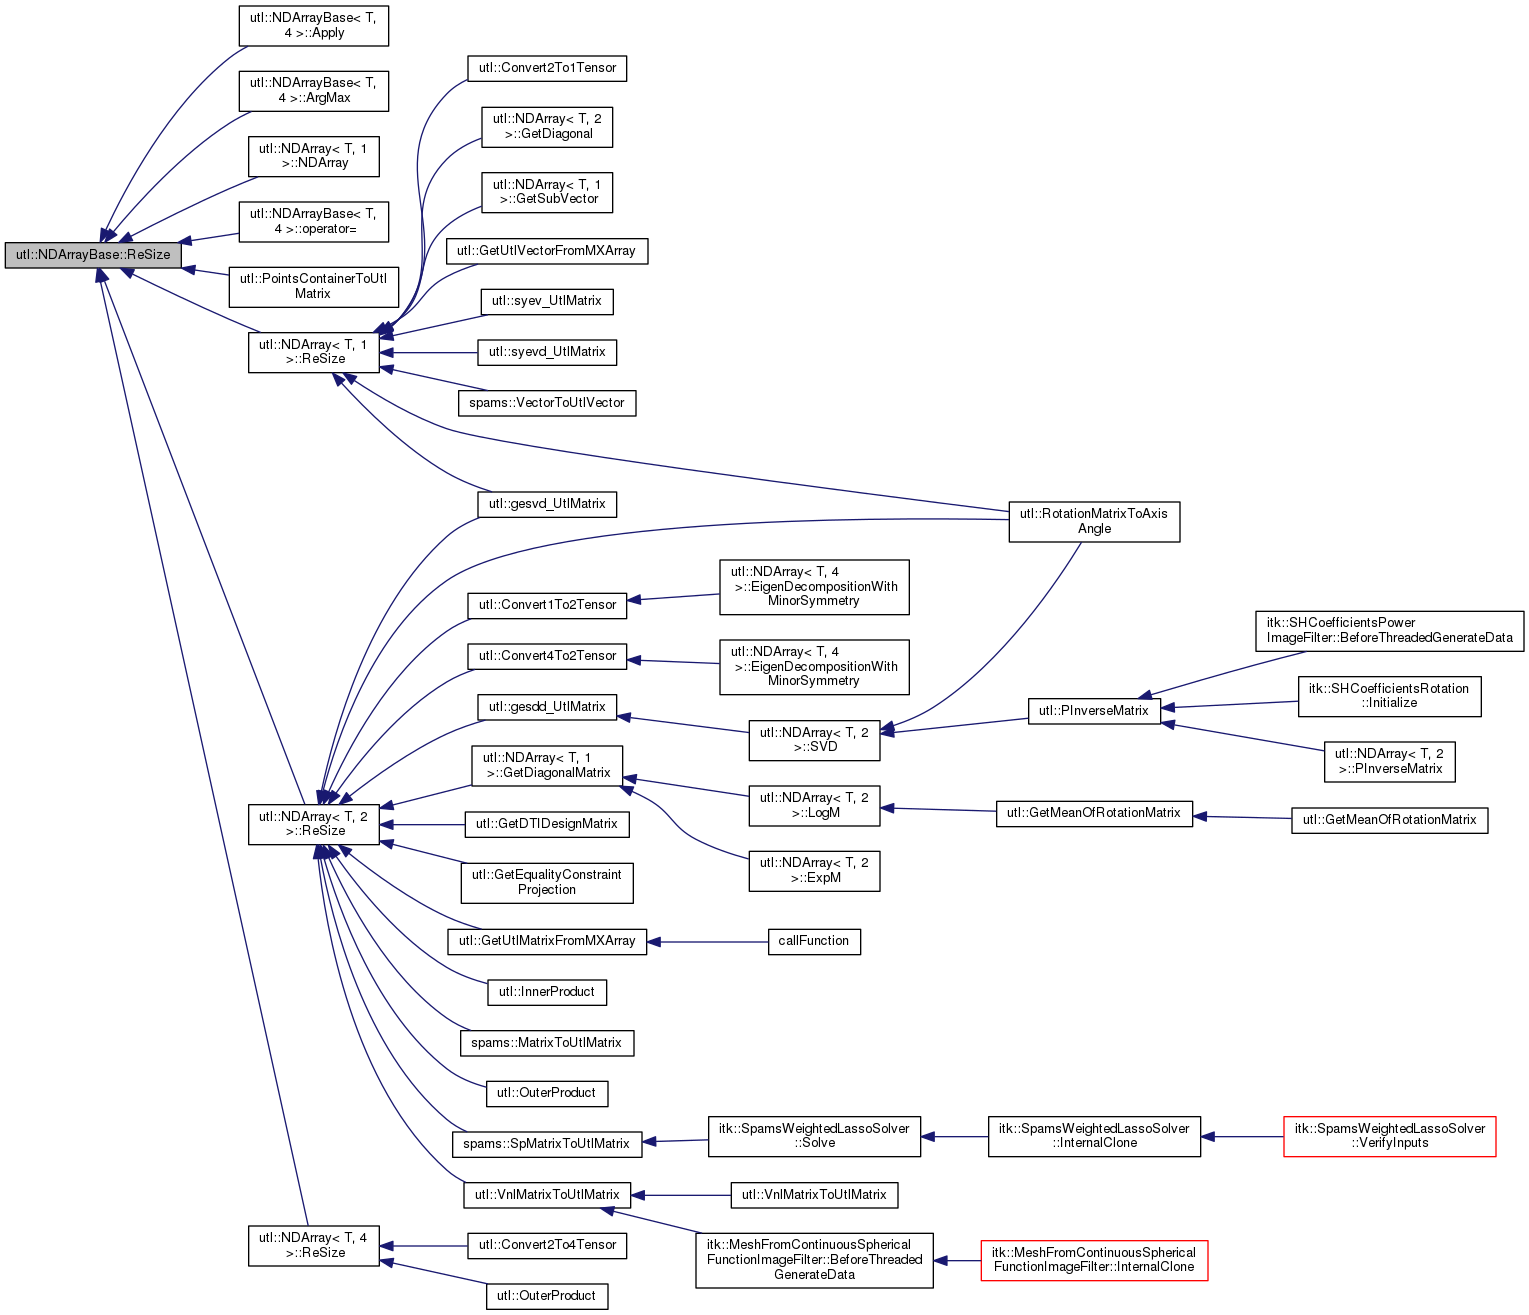 utl::NDArrayBase::ReSize
utl::NDArrayBase< T,
4 >::Apply
utl::NDArrayBase< T,
4 >::ArgMax
utl::NDArray< T, 1
>::NDArray
utl::NDArrayBase< T,
4 >::operator=
utl::PointsContainerToUtl
Matrix
utl::NDArray< T, 1
>::ReSize
utl::Convert2To1Tensor
utl::NDArray< T, 2
>::GetDiagonal
utl::NDArray< T, 1
>::GetSubVector
utl::GetUtlVectorFromMXArray
utl::syev_UtlMatrix
utl::syevd_UtlMatrix
spams::VectorToUtlVector
utl::gesvd_UtlMatrix
utl::RotationMatrixToAxis
Angle
utl::NDArray< T, 2
>::ReSize
utl::Convert1To2Tensor
utl::NDArray< T, 4
>::EigenDecompositionWith
MinorSymmetry
utl::Convert4To2Tensor
utl::NDArray< T, 4
>::EigenDecompositionWith
MinorSymmetry
utl::gesdd_UtlMatrix
utl::NDArray< T, 2
>::SVD
utl::PInverseMatrix
itk::SHCoefficientsPower
ImageFilter::BeforeThreadedGenerateData
itk::SHCoefficientsRotation
::Initialize
utl::NDArray< T, 2
>::PInverseMatrix
utl::NDArray< T, 1
>::GetDiagonalMatrix
utl::NDArray< T, 2
>::LogM
utl::GetMeanOfRotationMatrix
utl::GetMeanOfRotationMatrix
utl::NDArray< T, 2
>::ExpM
utl::GetDTIDesignMatrix
utl::GetEqualityConstraint
Projection
utl::GetUtlMatrixFromMXArray
callFunction
utl::InnerProduct
spams::MatrixToUtlMatrix
utl::OuterProduct
spams::SpMatrixToUtlMatrix
itk::SpamsWeightedLassoSolver
::Solve
itk::SpamsWeightedLassoSolver
::InternalClone
itk::SpamsWeightedLassoSolver
::VerifyInputs
utl::VnlMatrixToUtlMatrix
utl::VnlMatrixToUtlMatrix
itk::MeshFromContinuousSpherical
FunctionImageFilter::BeforeThreaded
GenerateData
itk::MeshFromContinuousSpherical
FunctionImageFilter::InternalClone
utl::NDArray< T, 4
>::ReSize
utl::Convert2To4Tensor
utl::OuterProduct